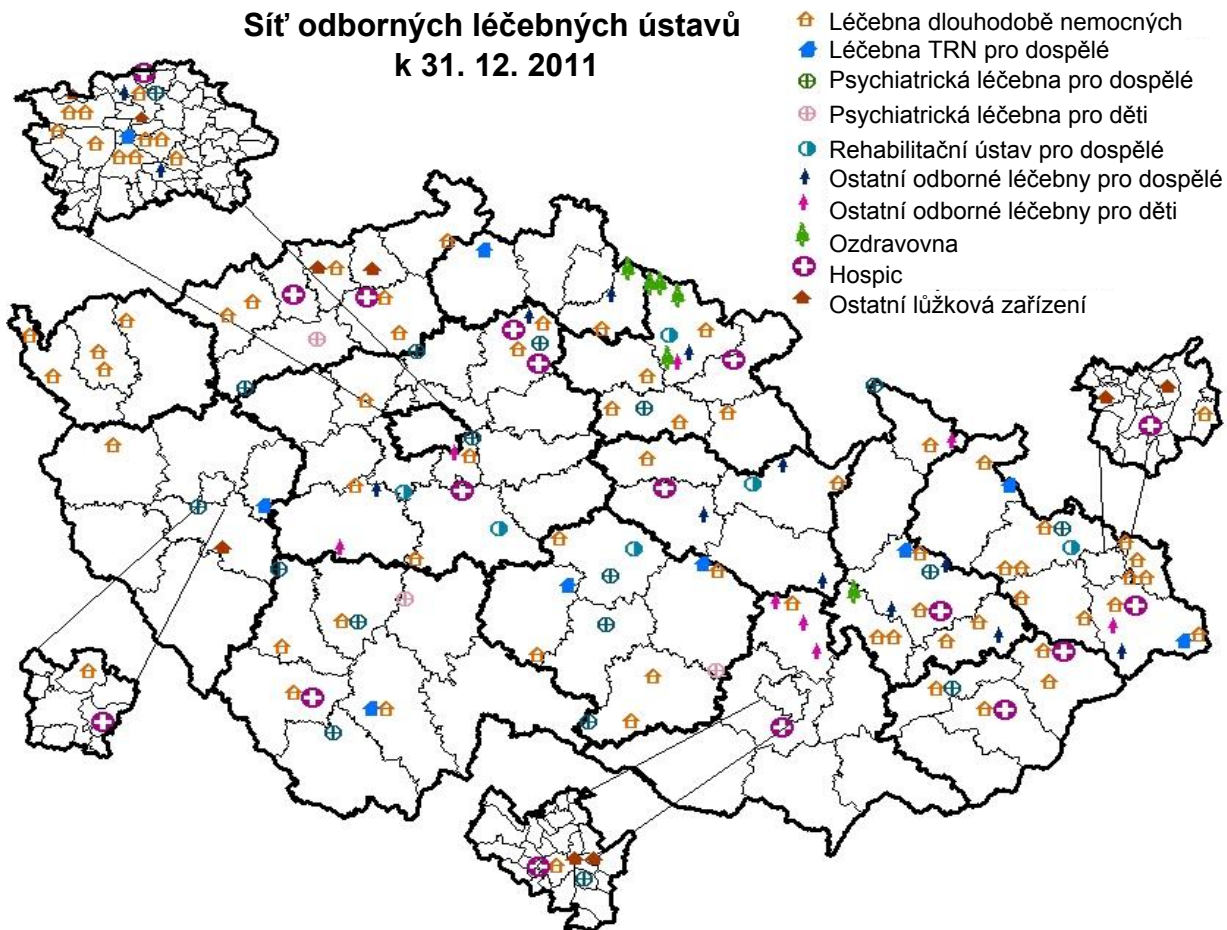 Síť odborných léčebných ústavů
k 31. 12. 2011
Léčebna dlouhodobě nemocných
Léčebna TRN pro dospělé
Psychiatrická léčebna pro dospělé
Psychiatrická léčebna pro děti
Rehabilitační ústav pro dospělé
Ostatní odborné léčebny pro dospělé
Ostatní odborné léčebny pro děti
Ozdravovna
Hospic
Ostatní lůžková zařízení